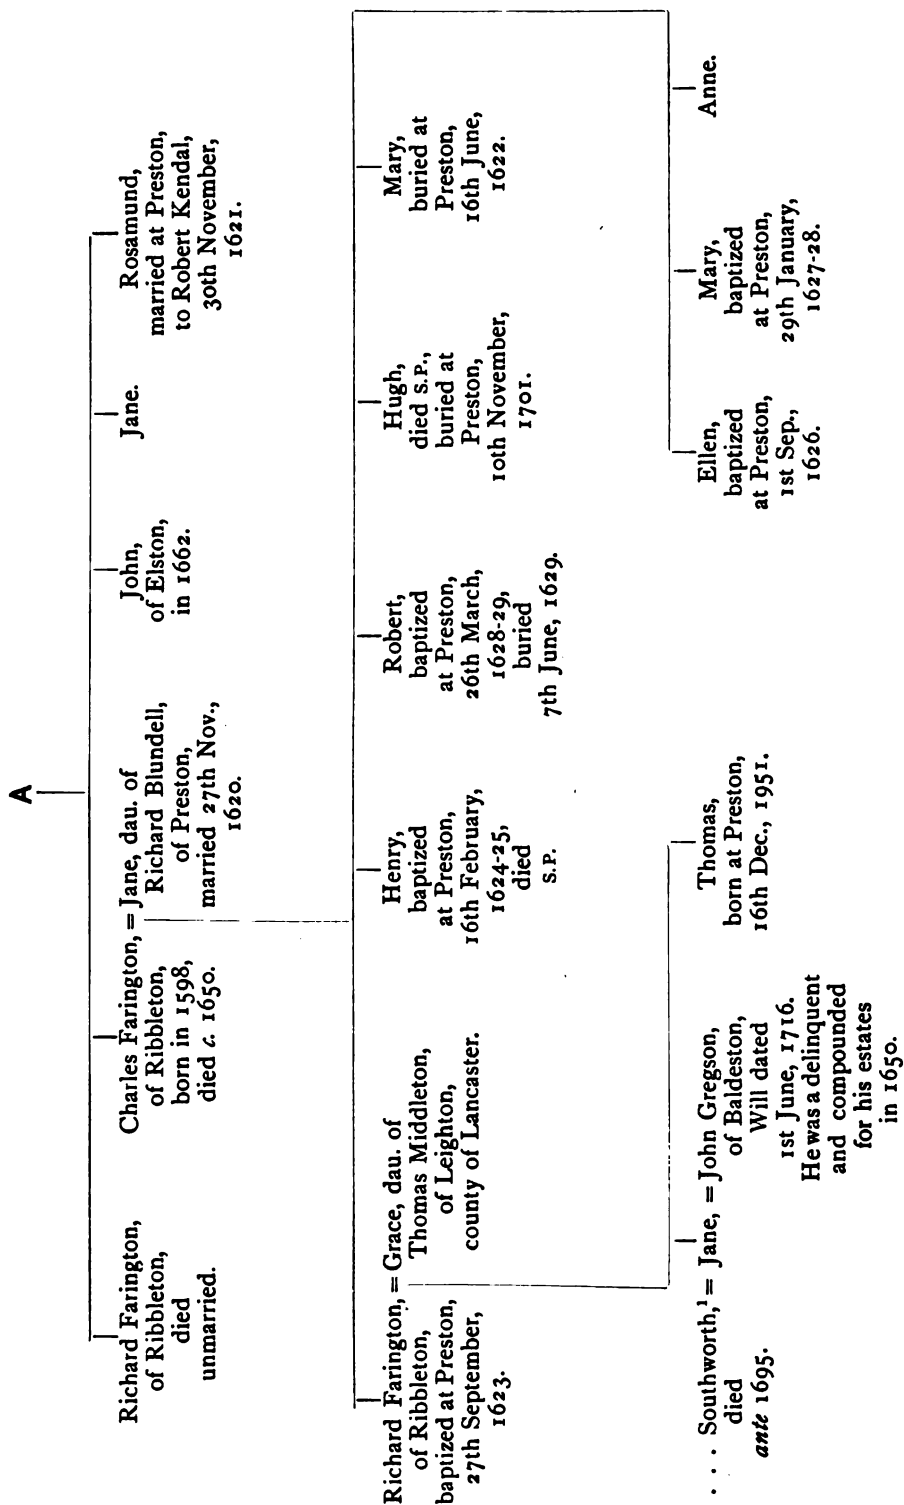 A
Richard Farington,
of Ribbleton,
died
unmarried.
Charles Farington,
of Ribbleton,
born in 1598,
died c. 1650.
= Jane, dau. of
Richard Blundell,
of Preston,
married 27th Nov.,
1620.
John,
of Elston,
in 1662.
Jane.
Rosamund,
married at Preston,
to Robert Kendal,
30th November,
1621.
Richard Farington,
of Ribbleton,
baptized at Preston,
27th September,
1623.
= Grace, dau. of
Thomas Middleton,
of Leighton,
county of Lancaster.
Henry,
baptized
at Preston,
16th February,
1624-25,
died
S.P.
Robert,
baptized
at Preston,
26th March,
1628-29,
buried
7th June, 1629.
Hugh,
died S.P.,
buried at
Preston,
10th November,
1701.
Mary,
buried at
Preston,
16th June,
1622.
. . . Southworth,¹
died
ante 1695.
= Jane,
= John Gregson,
of Baldeston,
Will dated
1st June, 1716.
He was a delinquent
and compounded
for his estates
in 1650.
Thomas,
born at Preston,
16th Dec., 1951.
Ellen,
baptized
at Preston,
1st Sep.,
1626.
Mary,
baptized
at Preston,
29th January,
1627-28.
Anne.